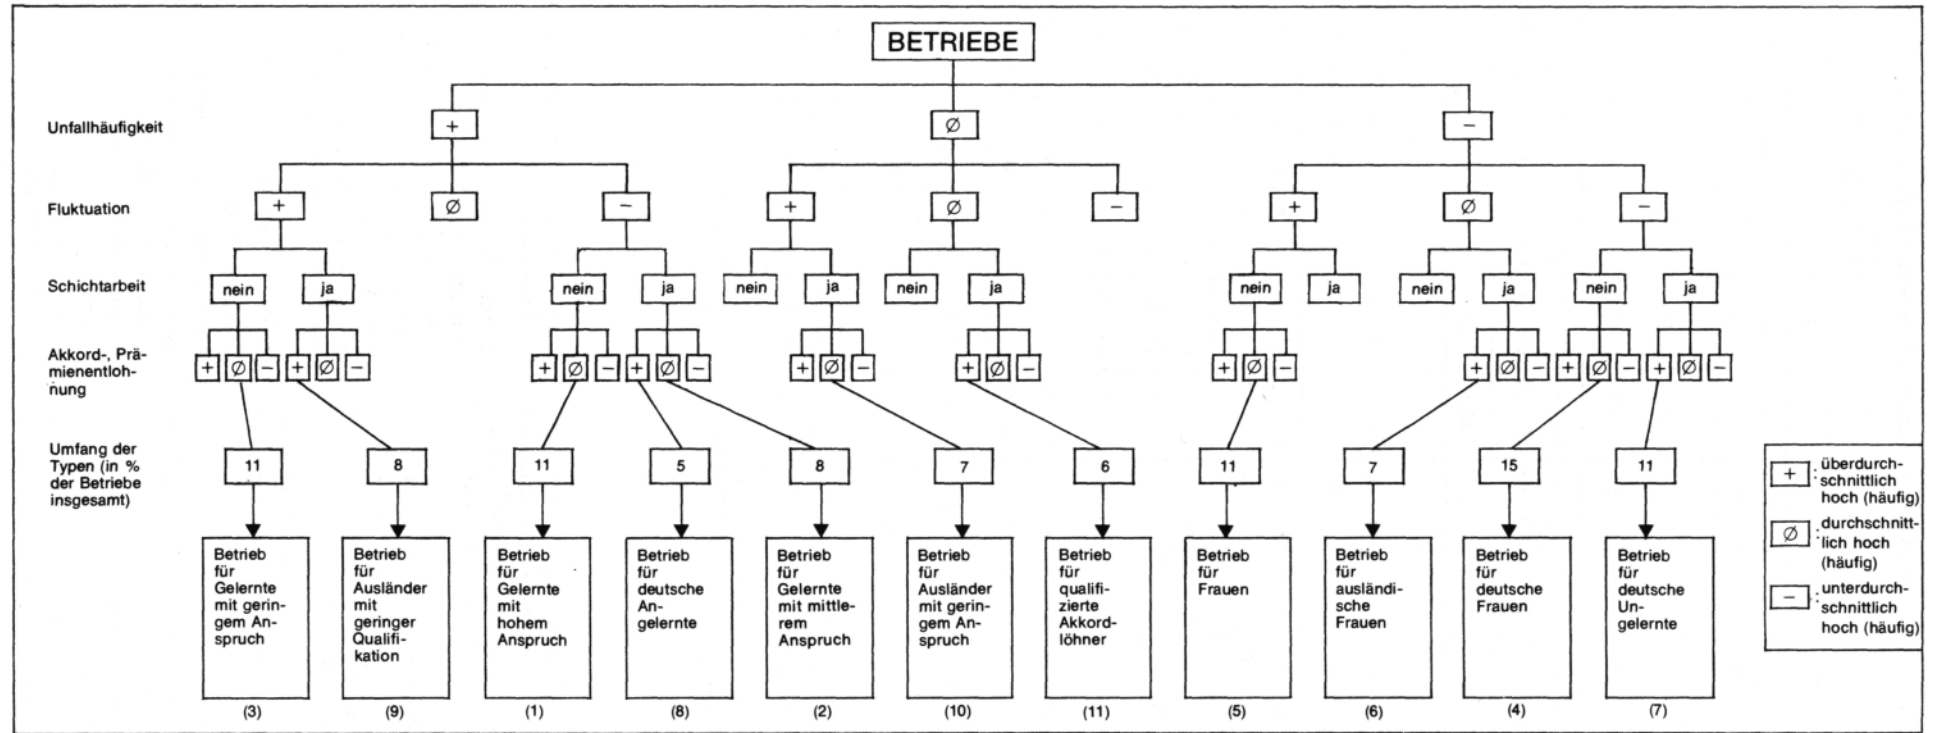 BETRIEBE
Unfallhäufigkeit
+
Ø
−
Fluktuation
+
Ø
−
+
Ø
−
+
Ø
−
Schichtarbeit
nein
ja
nein
ja
nein
ja
nein
ja
nein
ja
nein
ja
nein
ja
Akkord-, Prä-
mienentloh-
nung
+ Ø −
+ Ø −
+ Ø −
+ Ø −
+ Ø −
+ Ø −
+ Ø −
+ Ø −
+ Ø −
+ Ø −
Umfang der
Typen (in %
der Betriebe
insgesamt)
11
8
11
5
8
7
6
11
7
15
11
Betrieb
für
Gelernte
mit gerin-
gem An-
spruch
(3)
Betrieb
für
Ausländer
mit
geringer
Qualifi-
kation
(9)
Betrieb
für
Gelernte
mit
hohem
Anspruch
(1)
Betrieb
für
deutsche
An-
gelernte
(8)
Betrieb
für
Gelernte
mit mittle-
rem
Anspruch
(2)
Betrieb
für
Ausländer
mit gerin-
gem An-
spruch
(10)
Betrieb
für
qualifi-
zierte
Akkord-
löhner
(11)
Betrieb
für
Frauen
(5)
Betrieb
für
ausländi-
sche
Frauen
(6)
Betrieb
für
deutsche
Frauen
(4)
Betrieb
für
deutsche
Un-
gelernte
(7)
+ : überdurch-
schnittlich
hoch (häufig)
Ø : durchschnitt-
lich hoch
(häufig)
− : unterdurch-
schnittlich
hoch (häufig)